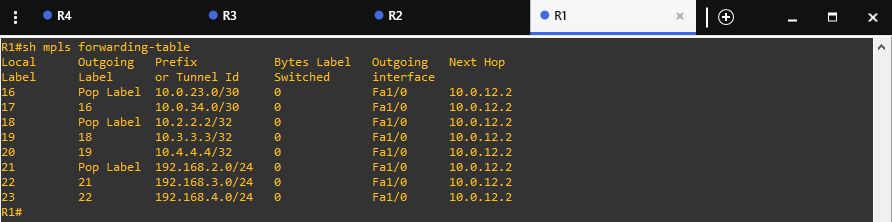 R4 R3 R2 R1
R1#sh mpls forwarding-table
Local Outgoing Prefix Bytes Label Outgoing Next Hop
Label Label or Tunnel Id Switched interface
16 Pop Label 10.0.23.0/30 0 Fa1/0 10.0.12.2
17 16 10.0.34.0/30 0 Fa1/0 10.0.12.2
18 Pop Label 10.2.2.2/32 0 Fa1/0 10.0.12.2
19 18 10.3.3.3/32 0 Fa1/0 10.0.12.2
20 19 10.4.4.4/32 0 Fa1/0 10.0.12.2
21 Pop Label 192.168.2.0/24 0 Fa1/0 10.0.12.2
22 21 192.168.3.0/24 0 Fa1/0 10.0.12.2
23 22 192.168.4.0/24 0 Fa1/0 10.0.12.2
R1#